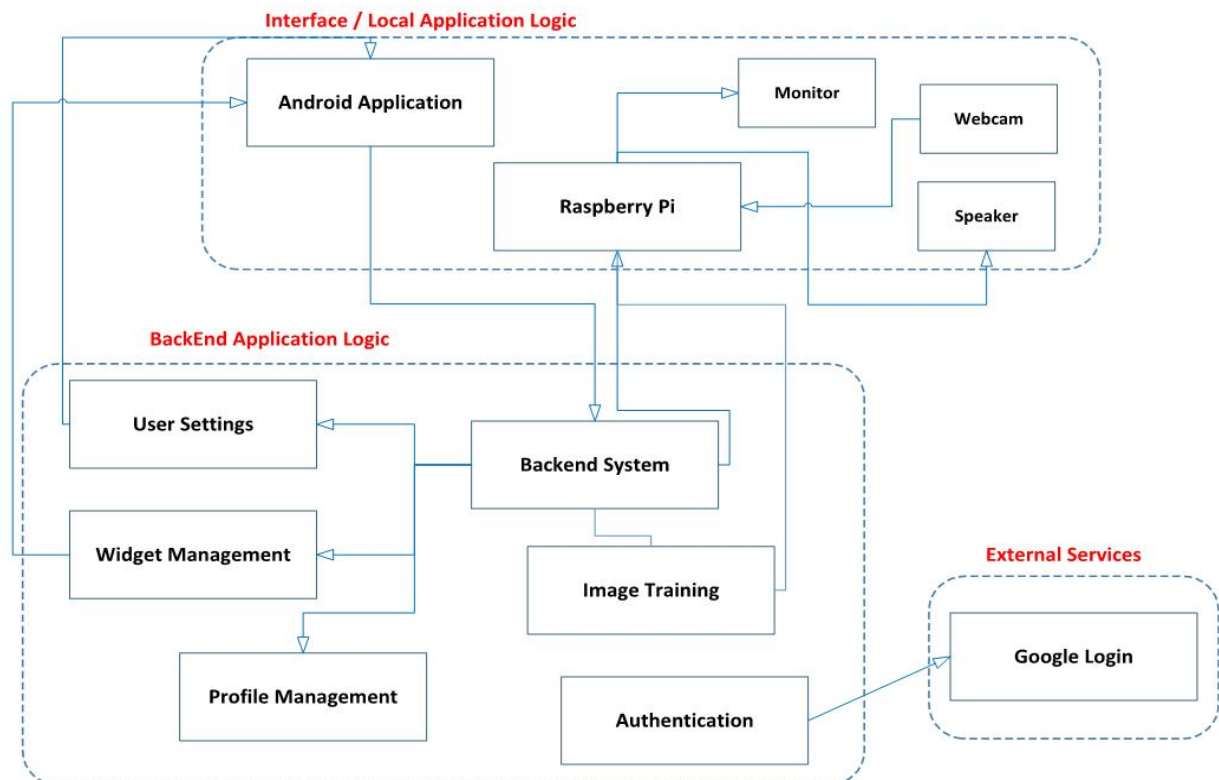 Interface / Local Application Logic
Android Application
Monitor
Webcam
Raspberry Pi
Speaker
BackEnd Application Logic
User Settings
Backend System
Widget Management
Image Training
External Services
Google Login
Profile Management
Authentication